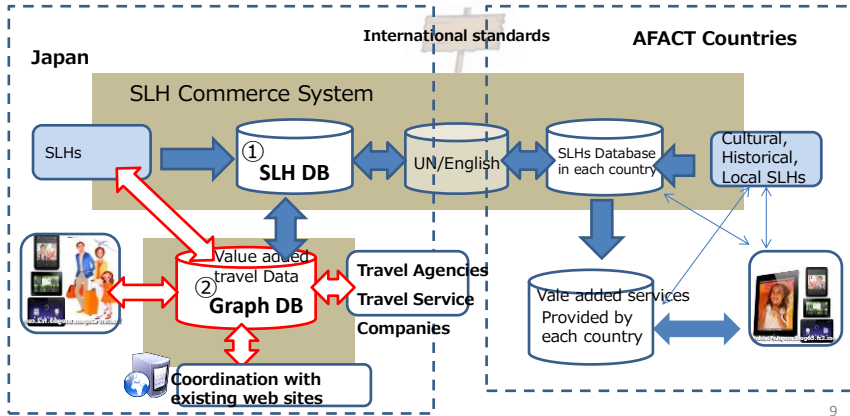 International standards
AFACT Countries
Japan
SLH Commerce System
SLHs
①
SLH DB
UN/English
SLHs Database
in each country
Cultural,
Historical,
Local SLHs
Value added
travel Data
②
Graph DB
Travel Agencies
Travel Service
Companies
Vale added services
Provided by
each country
Coordination with
existing web sites
9